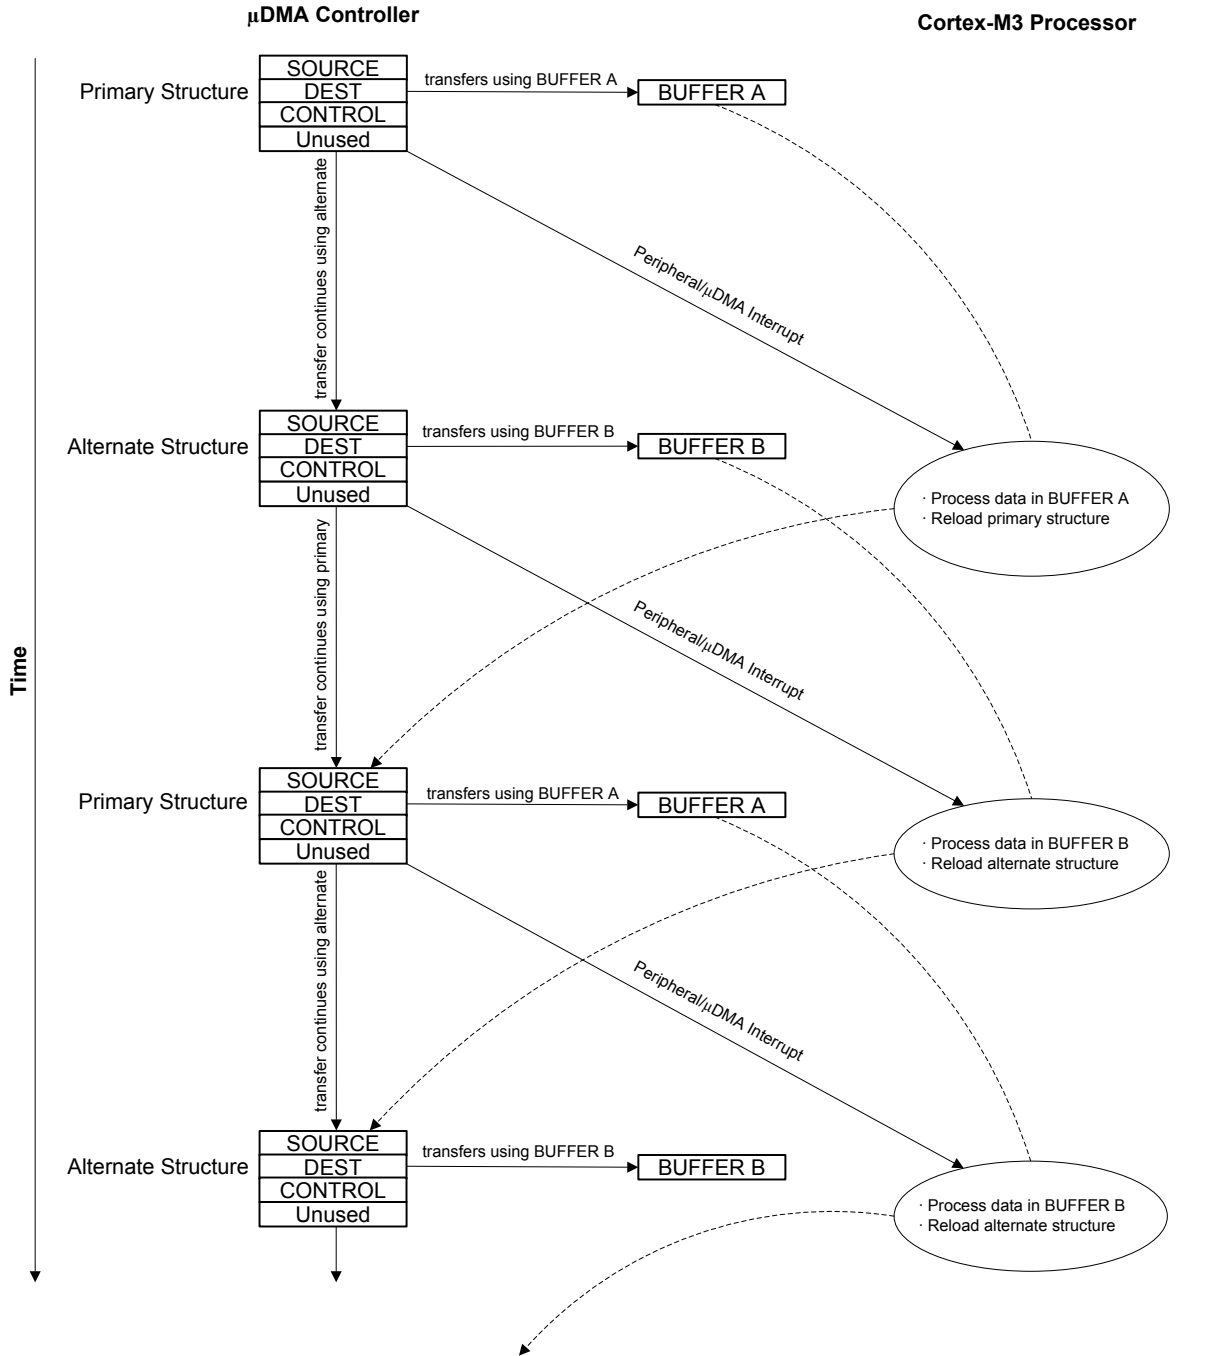 µDMA Controller
Cortex-M3 Processor
SOURCE
transfers using BUFFER A
Primary Structure
DEST
BUFFER A
CONTROL
Unused
transfer continues using alternate
Peripheral/µDMA Interrupt
SOURCE
transfers using BUFFER B
Alternate Structure
DEST
BUFFER B
CONTROL
Unused
· Process data in BUFFER A
· Reload primary structure
transfer continues using primary
Peripheral/µDMA Interrupt
Time
SOURCE
transfers using BUFFER A
Primary Structure
DEST
BUFFER A
CONTROL
Unused
· Process data in BUFFER B
· Reload alternate structure
transfer continues using alternate
Peripheral/µDMA Interrupt
SOURCE
transfers using BUFFER B
Alternate Structure
DEST
BUFFER B
CONTROL
Unused
· Process data in BUFFER B
· Reload alternate structure